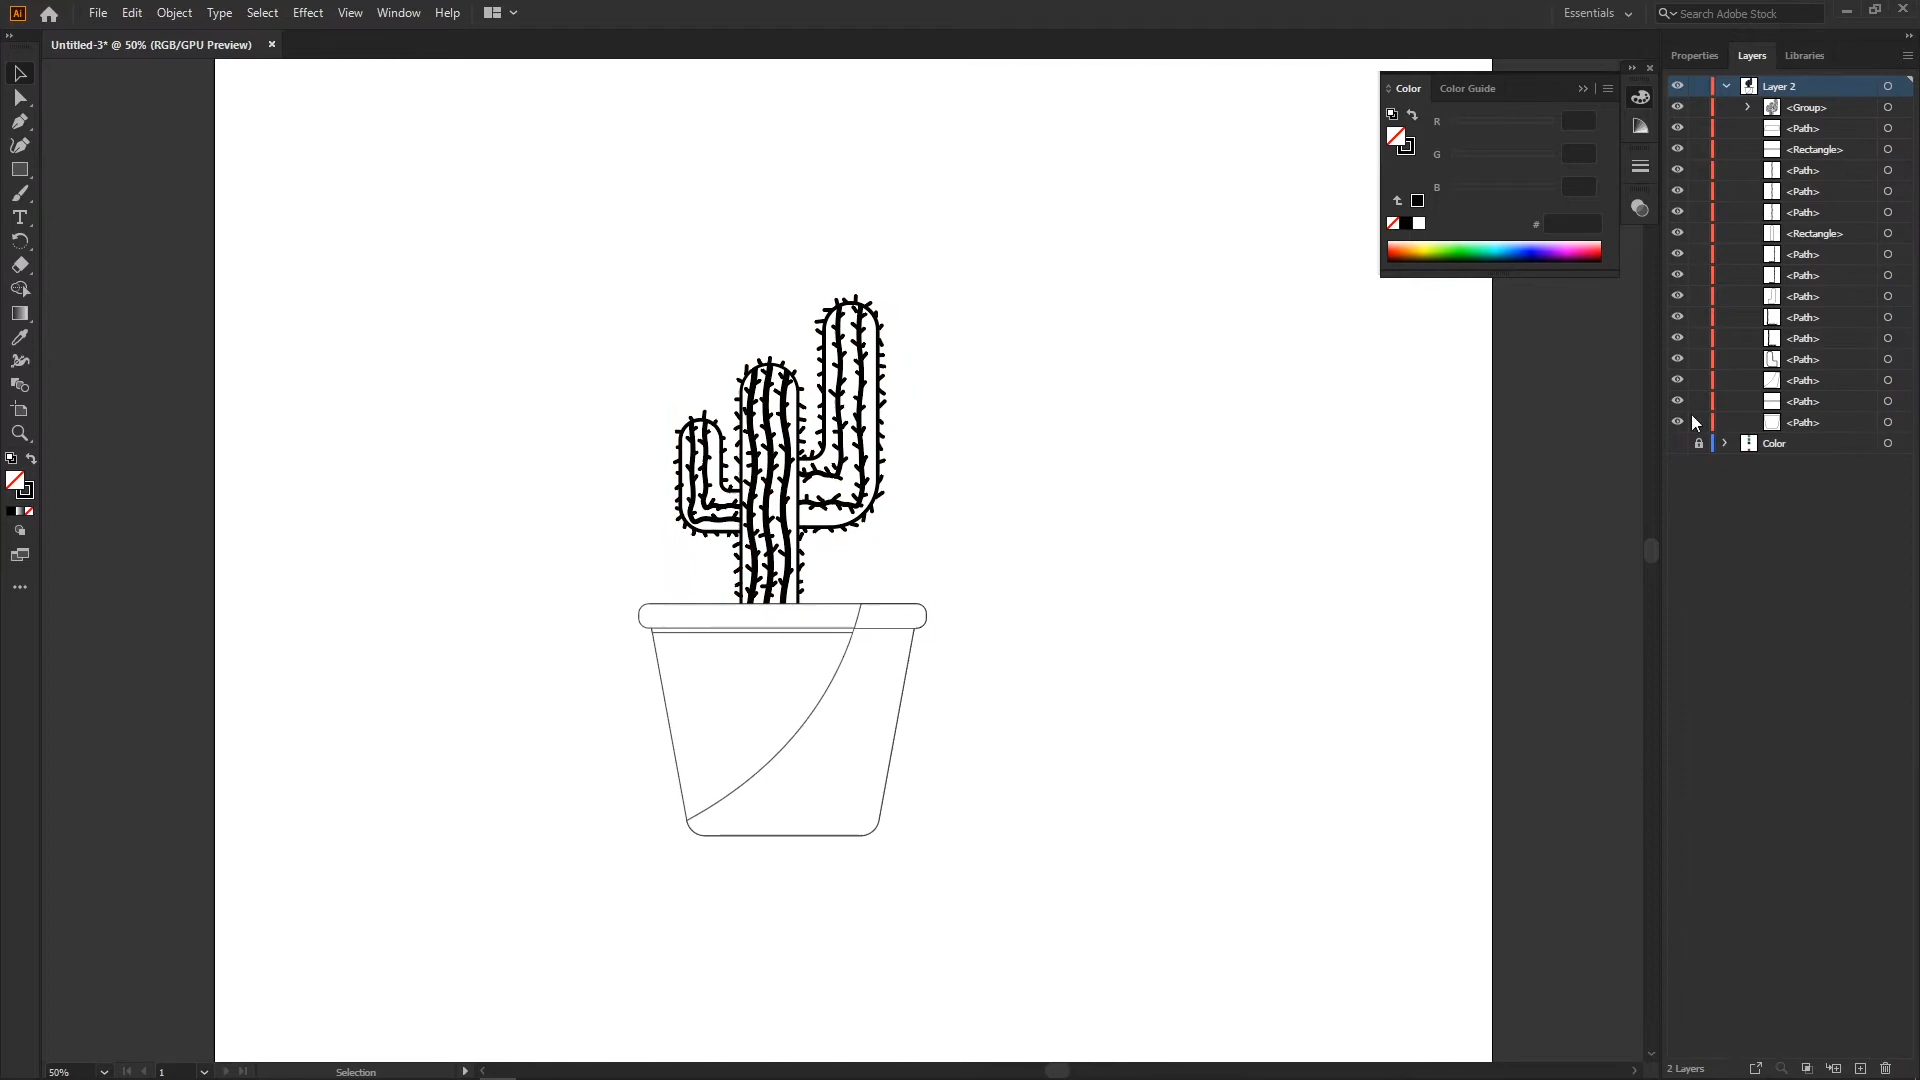 Ai File Edit Object Type Select Effect View Window Help Essentials Search Adobe Stock
Untitled-3* @ 50% (RGB/GPU Preview) ×
Properties Layers Libraries
Color Color Guide
R
G
B
#
Layer 2
<Group>
<Path>
<Rectangle>
<Path>
<Path>
<Path>
<Rectangle>
<Path>
<Path>
<Path>
<Path>
<Path>
<Path>
<Path>
<Path>
<Path>
Color
50% 1 Selection
2 Layers